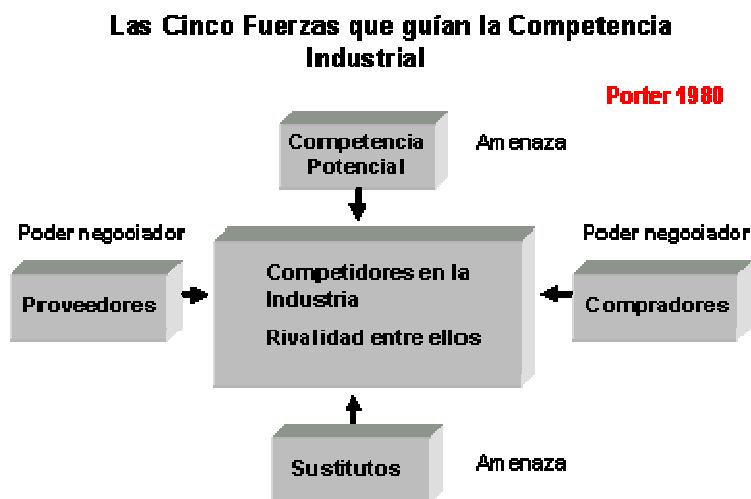 Las Cinco Fuerzas que guían la Competencia
Industrial
Porter 1980
Competencia
Potencial
Amenaza
Poder negociador
Poder negociador
Proveedores
Competidores en la
Industria
Rivalidad entre ellos
Compradores
Sustitutos
Amenaza